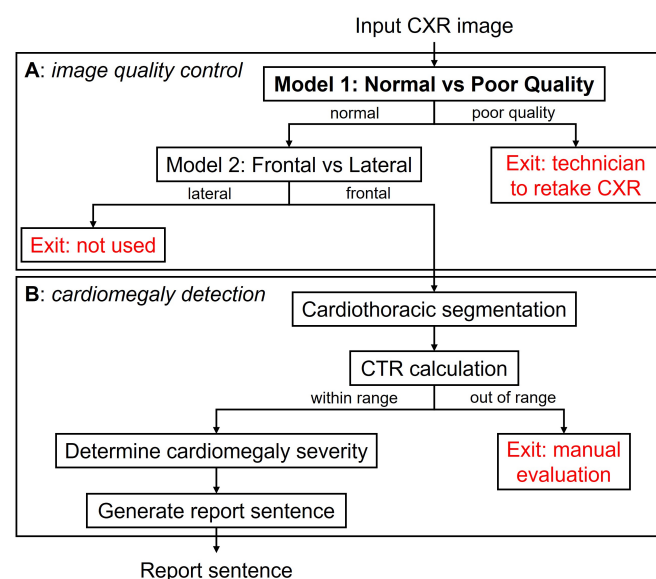 Input CXR image
A: image quality control
Model 1: Normal vs Poor Quality
normal
poor quality
Model 2: Frontal vs Lateral
Exit: technician
to retake CXR
lateral
frontal
Exit: not used
B: cardiomegaly detection
Cardiothoracic segmentation
CTR calculation
within range
out of range
Determine cardiomegaly severity
Exit: manual
evaluation
Generate report sentence
Report sentence